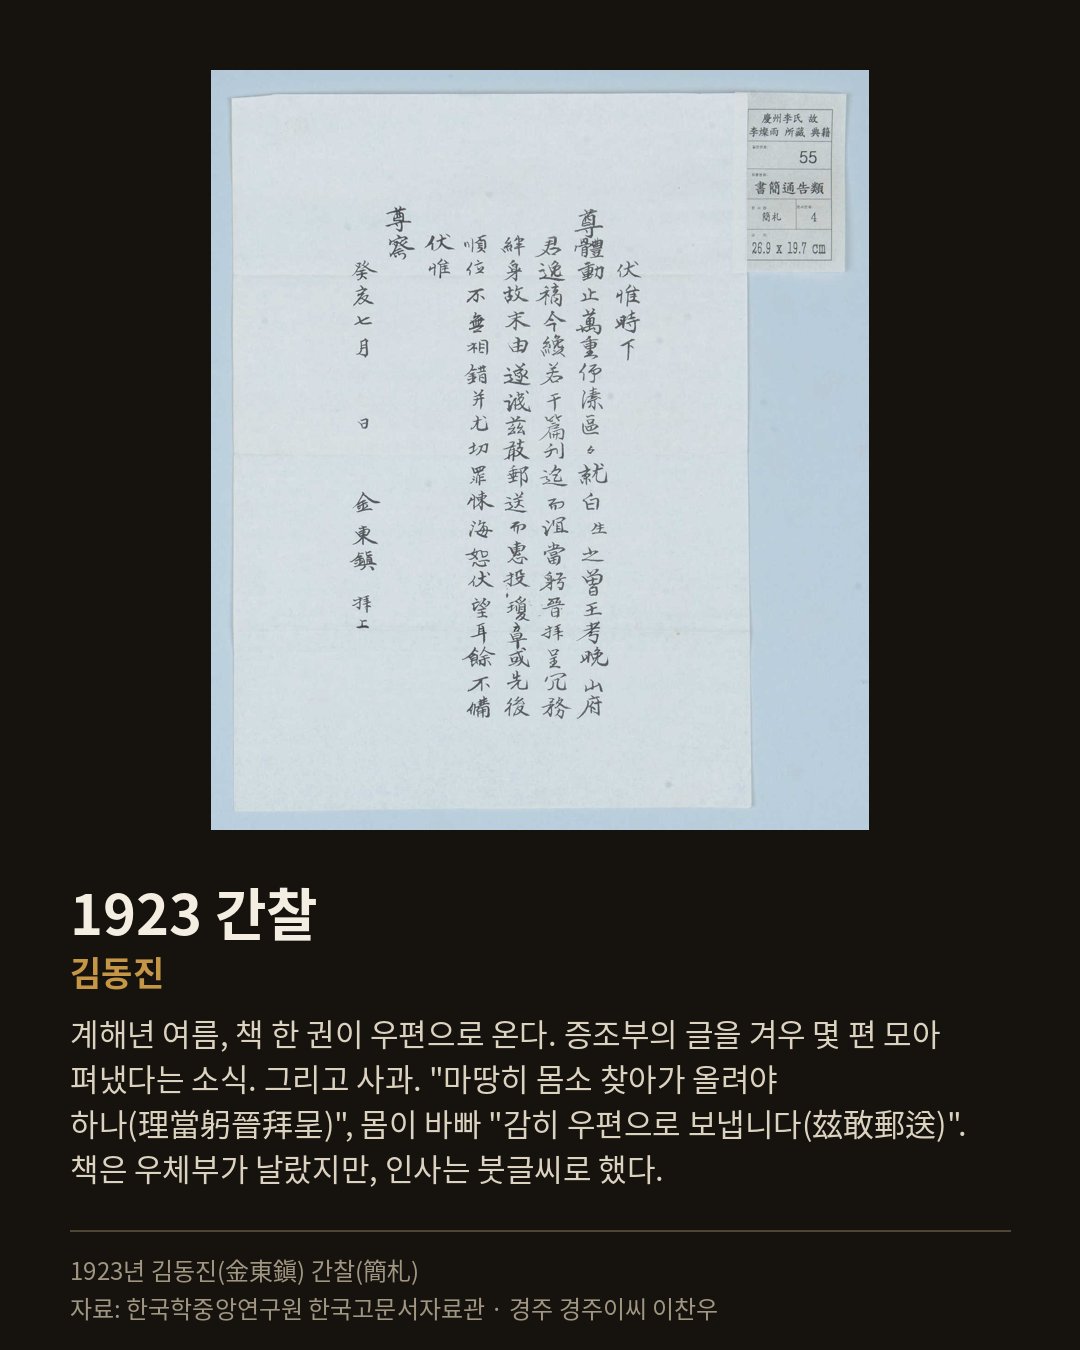 伏惟時下
尊體動止萬重仰溸區〻就白生之曾王考晩山府
君逸稿今纔若干篇刊迄而理當躬晉拜呈冗務
絆身故末由遂誠茲敢郵送而惠投瓊章或先後
順位不無相錯并尤切罪悚海恕伏望耳餘不備
伏惟
尊察
癸亥七月 日 金東鎭 拜上
慶州李氏 故
李燦雨 所藏 典籍
55
書簡通告類
簡札 4
26.9 x 19.7 cm
1923 간찰
김동진
계해년 여름, 책 한 권이 우편으로 온다. 증조부의 글을 겨우 몇 편 모아
펴냈다는 소식. 그리고 사과. "마땅히 몸소 찾아가 올려야
하나(理當躬晉拜呈)", 몸이 바빠 "감히 우편으로 보냅니다(玆敢郵送)".
책은 우체부가 날랐지만, 인사는 붓글씨로 했다.
1923년 김동진(金東鎭) 간찰(簡札)
자료: 한국학중앙연구원 한국고문서자료관 · 경주 경주이씨 이찬우